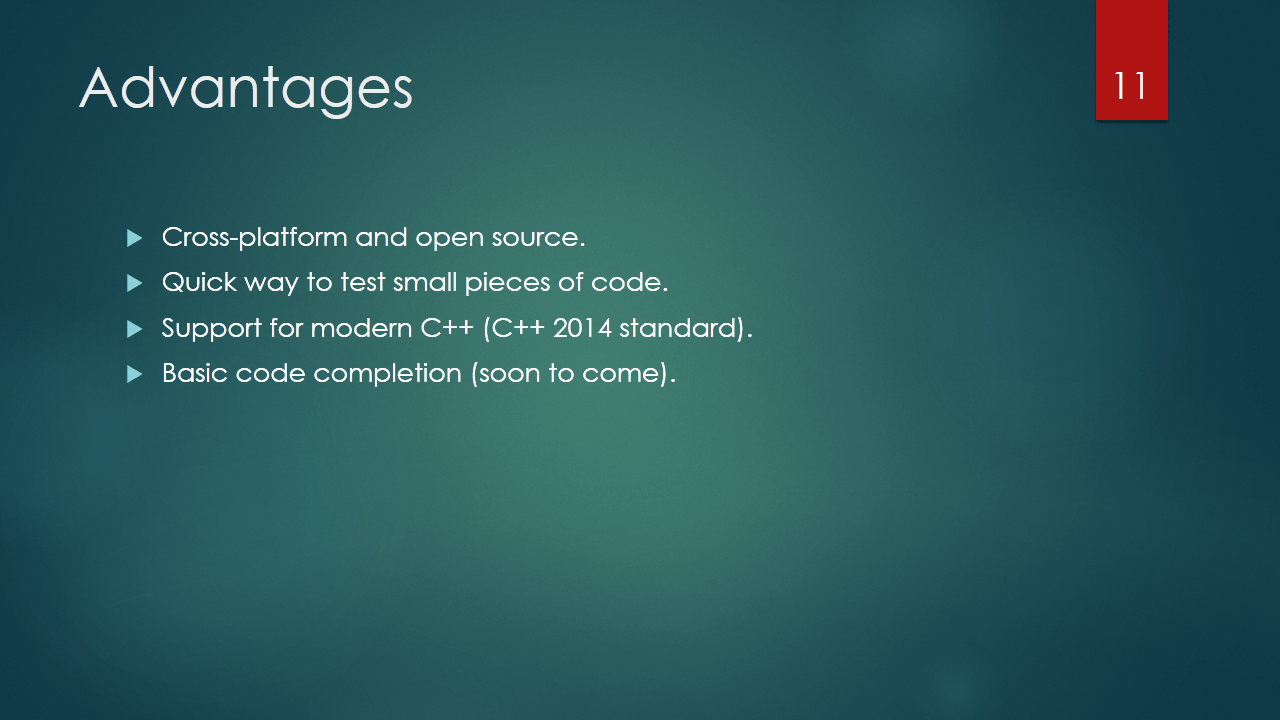 Advantages
11
Cross-platform and open source.
Quick way to test small pieces of code.
Support for modern C++ (C++ 2014 standard).
Basic code completion (soon to come).